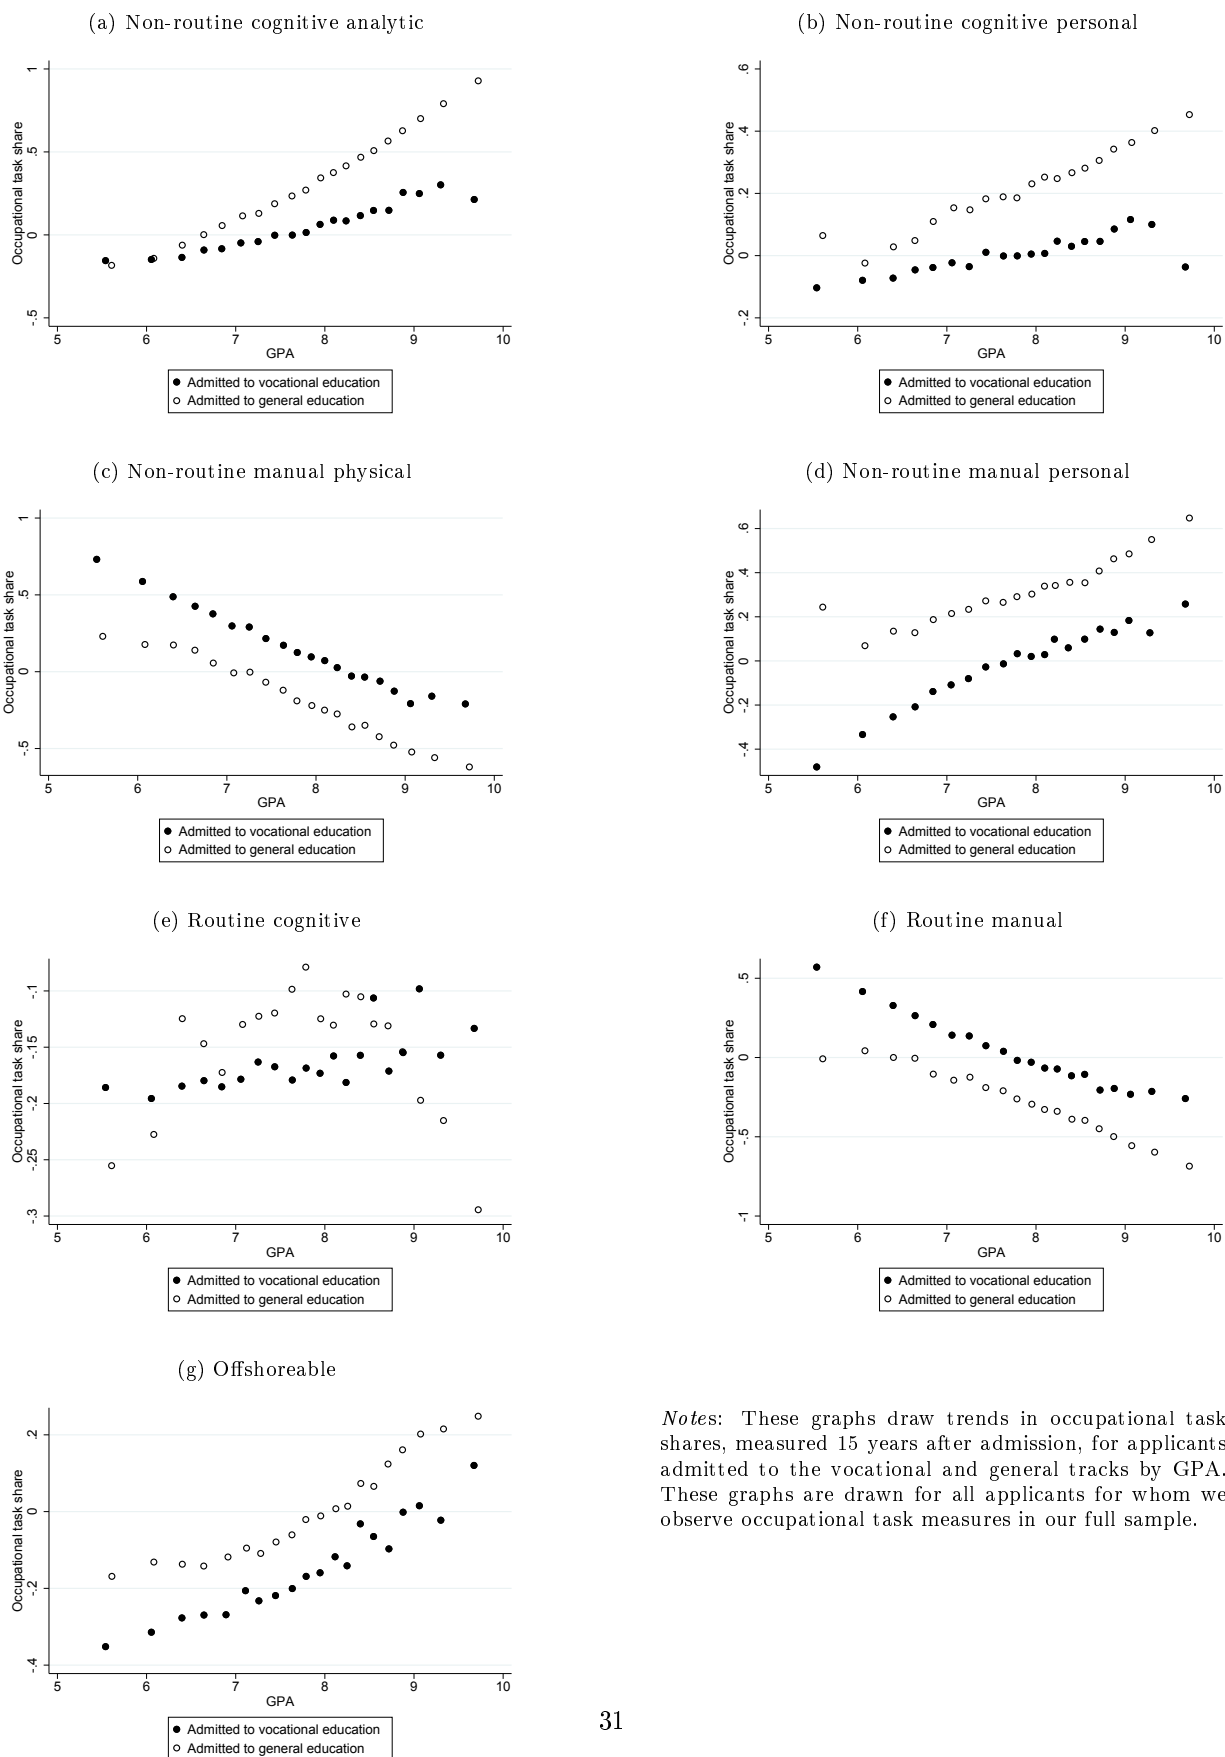 (a) Non-routine cognitive analytic
Occupational task share
1
.5
0
-.5
5 6 7 8 9 10
GPA
Admitted to vocational education
Admitted to general education
(b) Non-routine cognitive personal
Occupational task share
.6
.4
.2
0
-.2
5 6 7 8 9 10
GPA
Admitted to vocational education
Admitted to general education
(c) Non-routine manual physical
Occupational task share
1
.5
0
-.5
5 6 7 8 9 10
GPA
Admitted to vocational education
Admitted to general education
(d) Non-routine manual personal
Occupational task share
.6
.4
.2
0
-.2
-.4
5 6 7 8 9 10
GPA
Admitted to vocational education
Admitted to general education
(e) Routine cognitive
Occupational task share
-.1
-.15
-.2
-.25
-.3
5 6 7 8 9 10
GPA
Admitted to vocational education
Admitted to general education
(f) Routine manual
Occupational task share
.5
0
-.5
-1
5 6 7 8 9 10
GPA
Admitted to vocational education
Admitted to general education
(g) Offshoreable
Occupational task share
.2
0
-.2
-.4
5 6 7 8 9 10
GPA
Admitted to vocational education
Admitted to general education
Notes: These graphs draw trends in occupational task
shares, measured 15 years after admission, for applicants
admitted to the vocational and general tracks by GPA.
These graphs are drawn for all applicants for whom we
observe occupational task measures in our full sample.
31